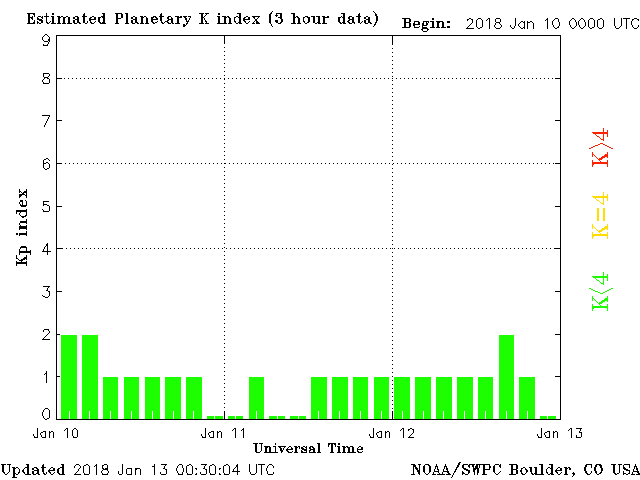 Estimated Planetary K index (3 hour data) Begin: 2018 Jan 10 0000 UTC
9
8
7
6
5
4
3
2
1
0
Kp index
K>4
K=4
K<4
Jan 10 Jan 11 Jan 12 Jan 13
Universal Time
Updated 2018 Jan 13 00:30:04 UTC NOAA/SWPC Boulder, CO USA